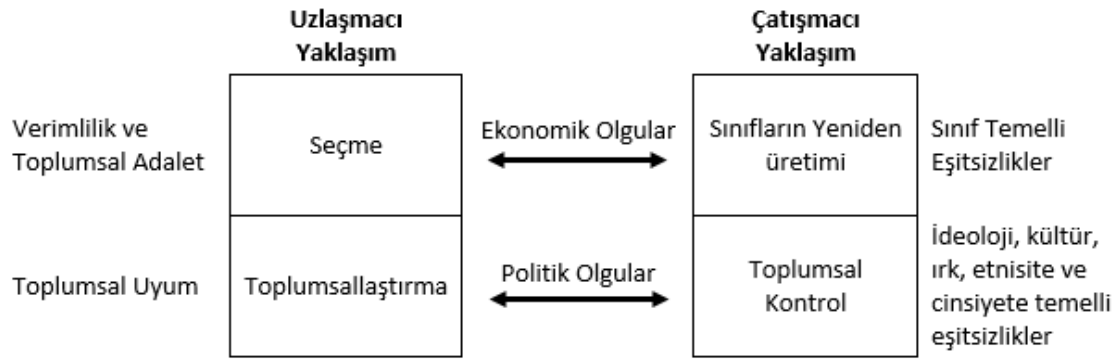 Uzlaşmacı
Yaklaşım
Çatışmacı
Yaklaşım
Verimlilik ve
Toplumsal Adalet
Seçme
Ekonomik Olgular
Sınıfların Yeniden
üretimi
Sınıf Temelli
Eşitsizlikler
Toplumsal Uyum
Toplumsallaştırma
Politik Olgular
Toplumsal
Kontrol
İdeoloji, kültür,
ırk, etnisite ve
cinsiyete temelli
eşitsizlikler